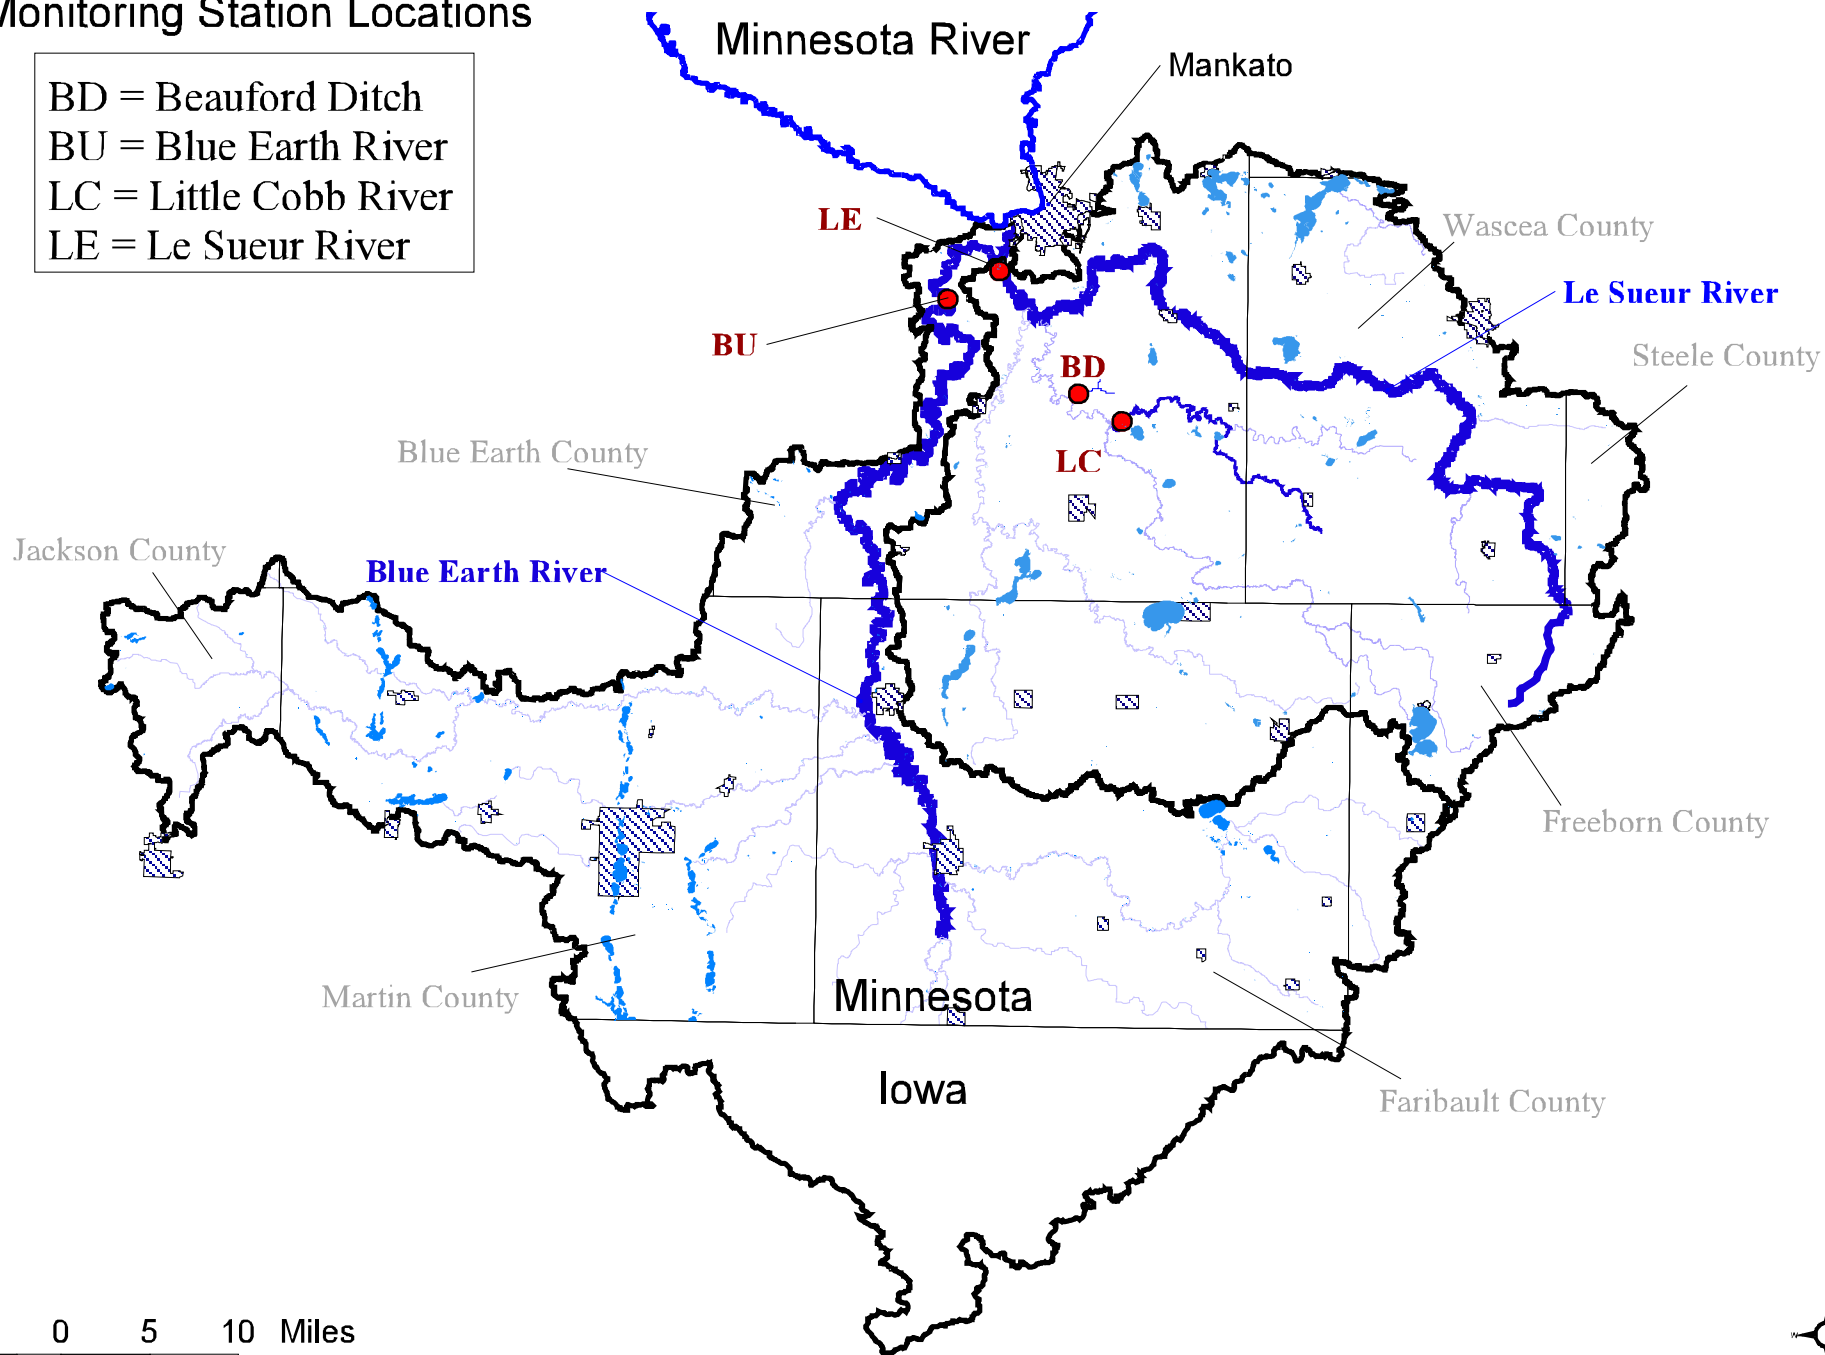 Monitoring Station Locations
BD = Beauford Ditch
BU = Blue Earth River
LC = Little Cobb River
LE = Le Sueur River
Minnesota River
Mankato
LE
Wascea County
Le Sueur River
BU
Steele County
BD
Blue Earth County
LC
Jackson County
Blue Earth River
Freeborn County
Martin County
Minnesota
Iowa
Faribault County
0 5 10 Miles
W